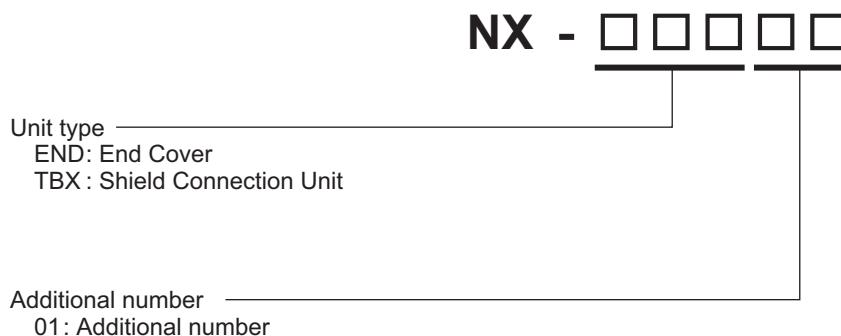 NX - □□□□□
Unit type
END: End Cover
TBX : Shield Connection Unit
Additional number
01: Additional number